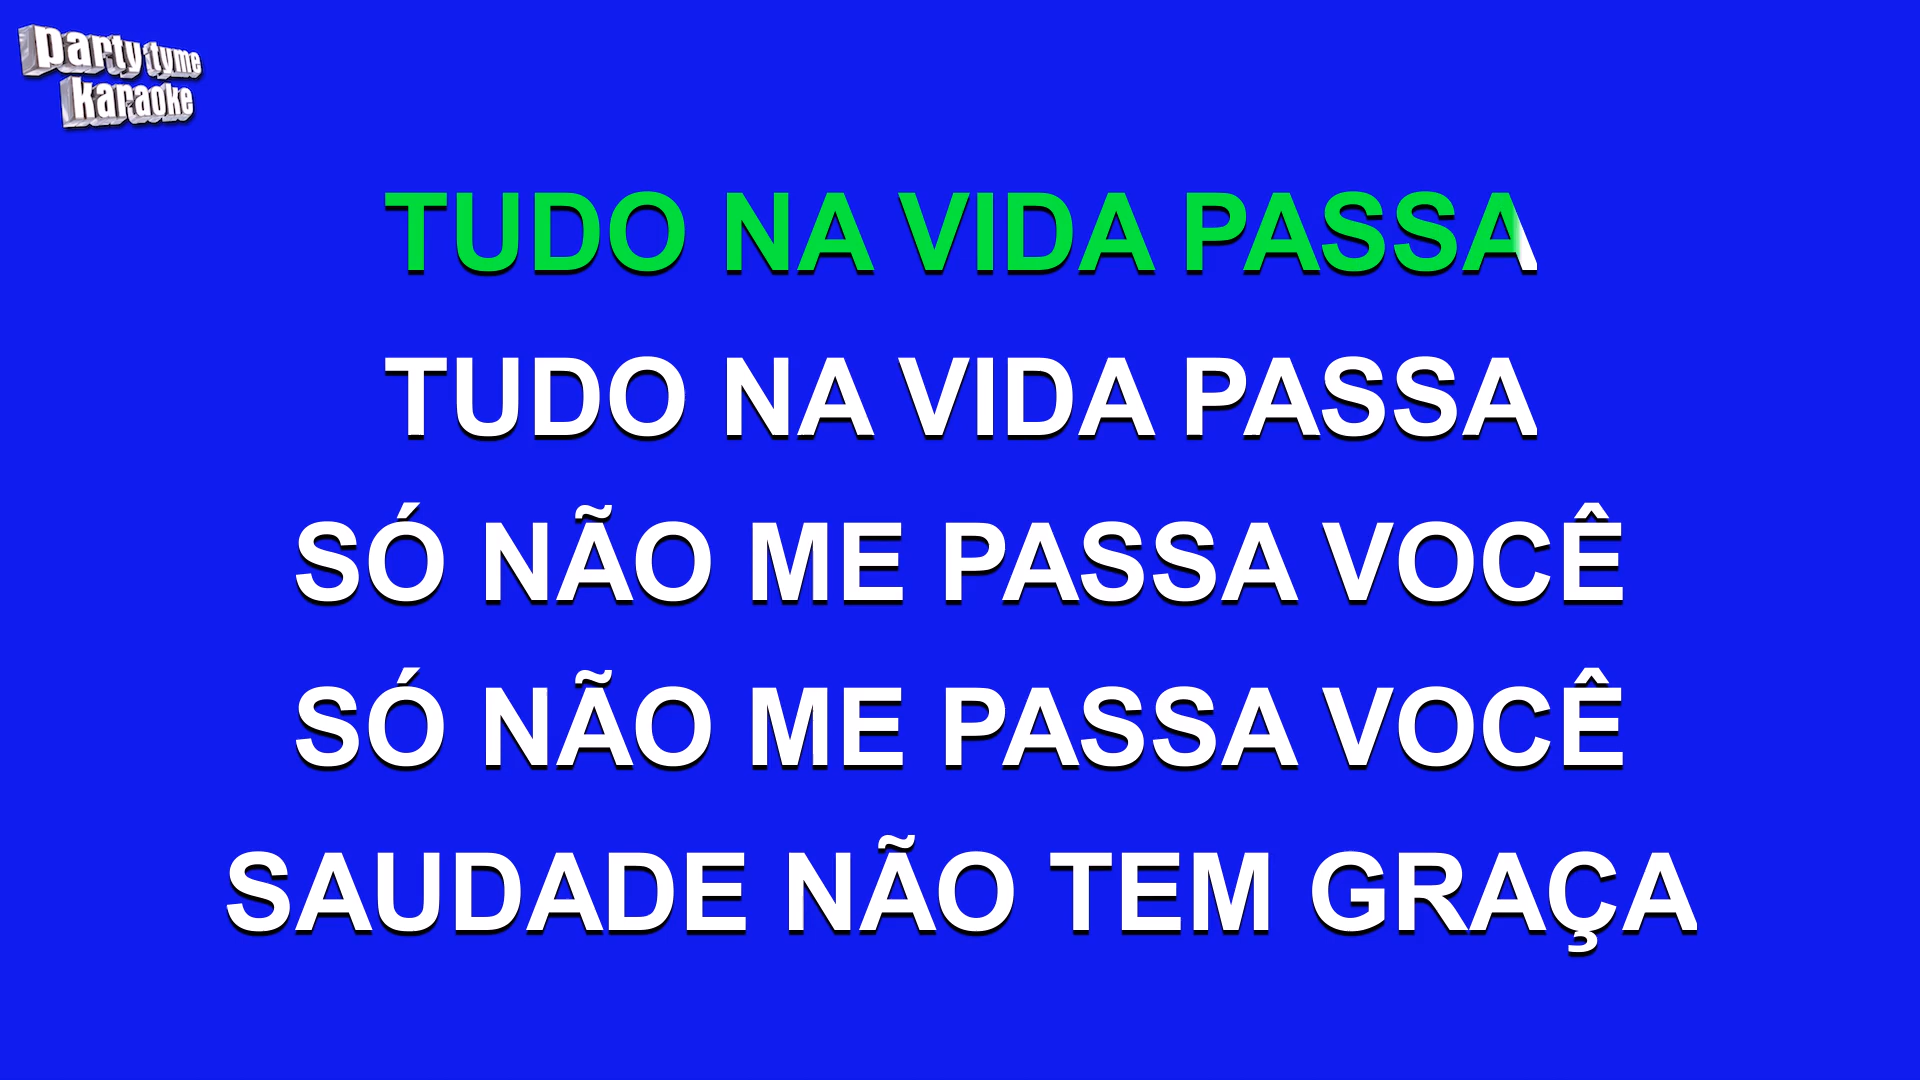 party tyme
karaoke
TUDO NA VIDA PASSA
TUDO NA VIDA PASSA
SÓ NÃO ME PASSA VOCÊ
SÓ NÃO ME PASSA VOCÊ
SAUDADE NÃO TEM GRAÇA